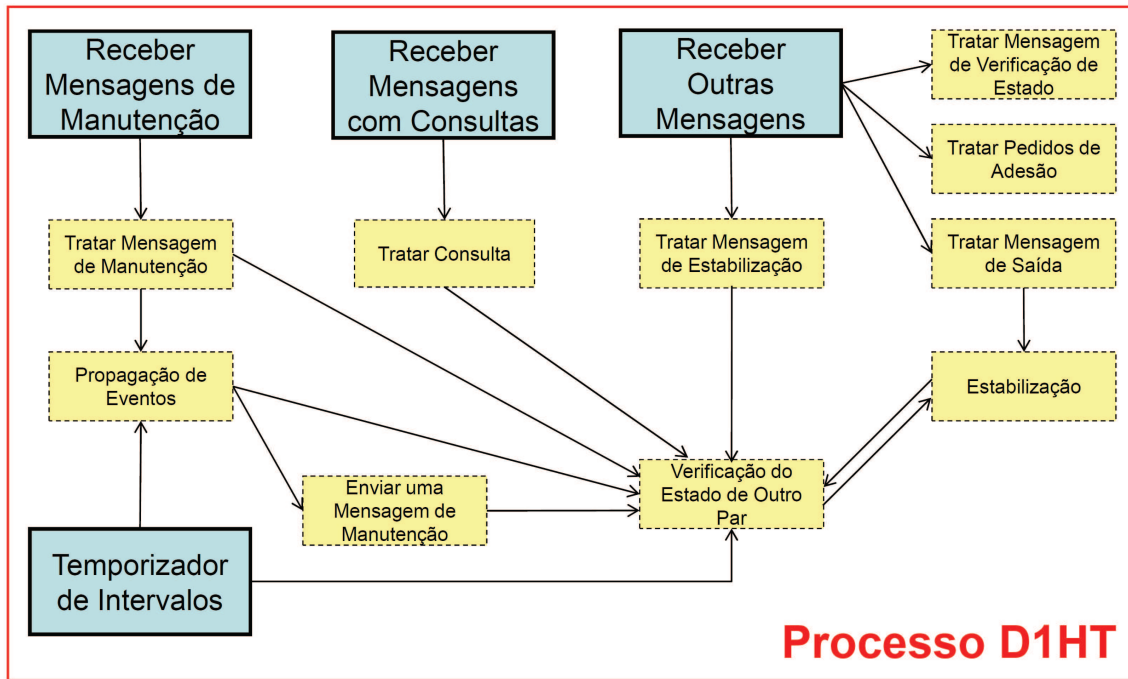 Receber
Mensagens de
Manutenção
Receber
Mensagens
com Consultas
Receber
Outras
Mensagens
Tratar Mensagem
de Verificação de
Estado
Tratar Pedidos de
Adesão
Tratar Mensagem
de Manutenção
Tratar Consulta
Tratar Mensagem
de Estabilização
Tratar Mensagem
de Saída
Propagação de
Eventos
Estabilização
Enviar uma
Mensagem de
Manutenção
Verificação do
Estado de Outro
Par
Temporizador
de Intervalos
Processo D1HT